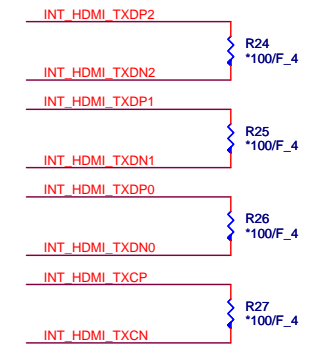 INT_HDMI_TXDP2
R24
*100/F_4
INT_HDMI_TXDN2
INT_HDMI_TXDP1
R25
*100/F_4
INT_HDMI_TXDN1
INT_HDMI_TXDP0
R26
*100/F_4
INT_HDMI_TXDN0
INT_HDMI_TXCP
R27
*100/F_4
INT_HDMI_TXCN